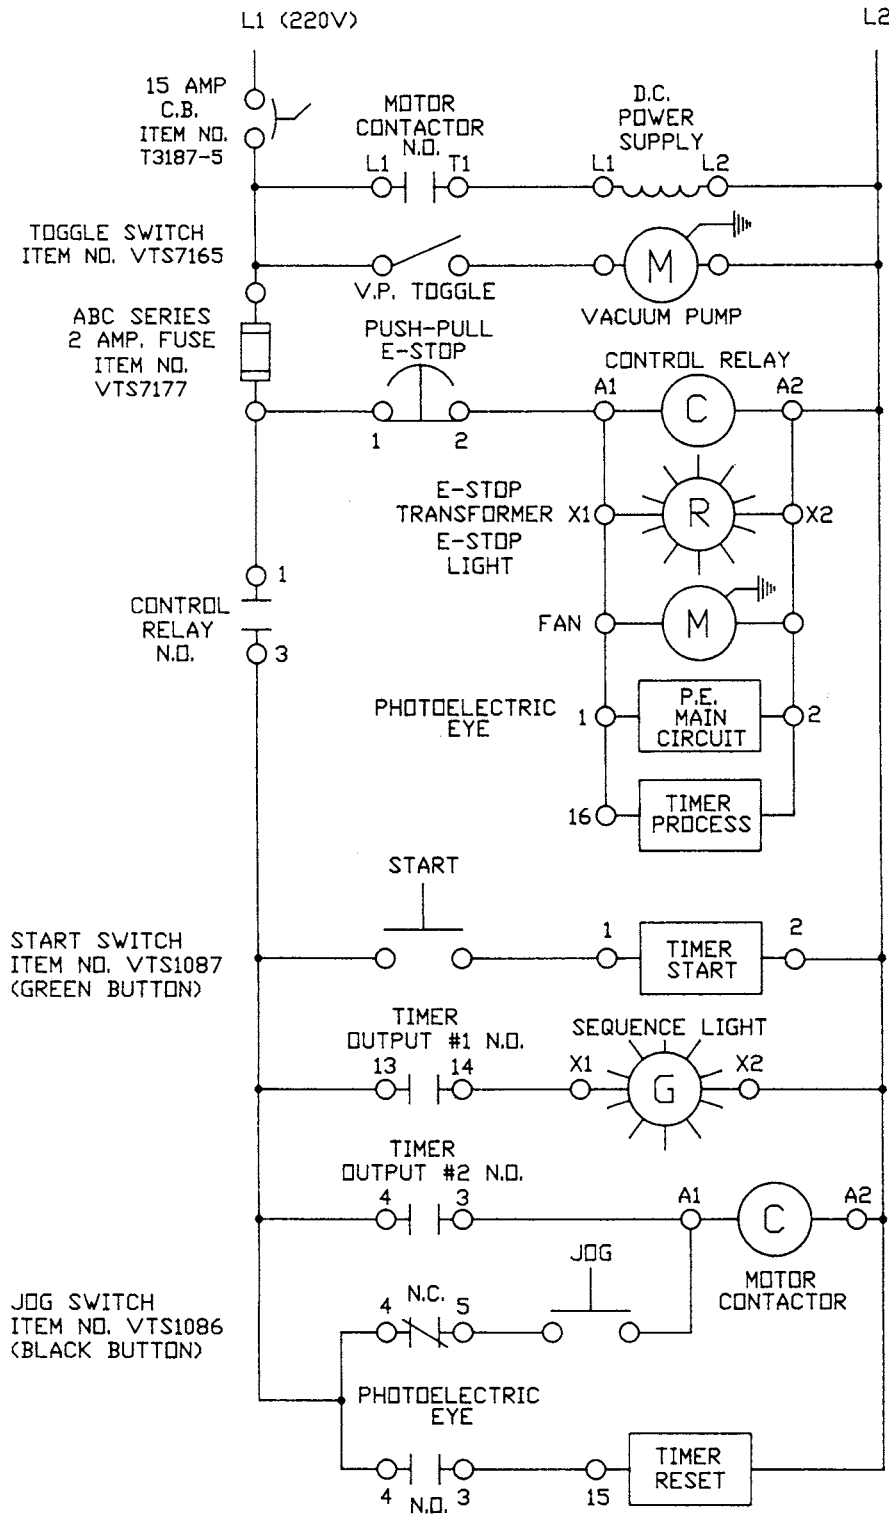 L1 (220V)
L2
15 AMP
C.B.
ITEM NO.
T3187-5
MOTOR
CONTACTOR
N.O.
L1
T1
D.C.
POWER
SUPPLY
L1
L2
TOGGLE SWITCH
ITEM NO. VTS7165
V.P. TOGGLE
M
VACUUM PUMP
ABC SERIES
2 AMP. FUSE
ITEM NO.
VTS7177
PUSH-PULL
E-STOP
1
2
CONTROL RELAY
A1
C
A2
E-STOP
TRANSFORMER
E-STOP
LIGHT
X1
R
X2
1
CONTROL
RELAY
N.O.
3
FAN
M
PHOTOELECTRIC
EYE
1
P.E.
MAIN
CIRCUIT
2
16
TIMER
PROCESS
START
START SWITCH
ITEM NO. VTS1087
(GREEN BUTTON)
1
TIMER
START
2
TIMER
OUTPUT #1 N.O.
13
14
SEQUENCE LIGHT
X1
G
X2
TIMER
OUTPUT #2 N.O.
4
3
A1
C
A2
MOTOR
CONTACTOR
JOG
JOG SWITCH
ITEM NO. VTS1086
(BLACK BUTTON)
4
N.C.
5
PHOTOELECTRIC
EYE
4
N.O.
3
15
TIMER
RESET